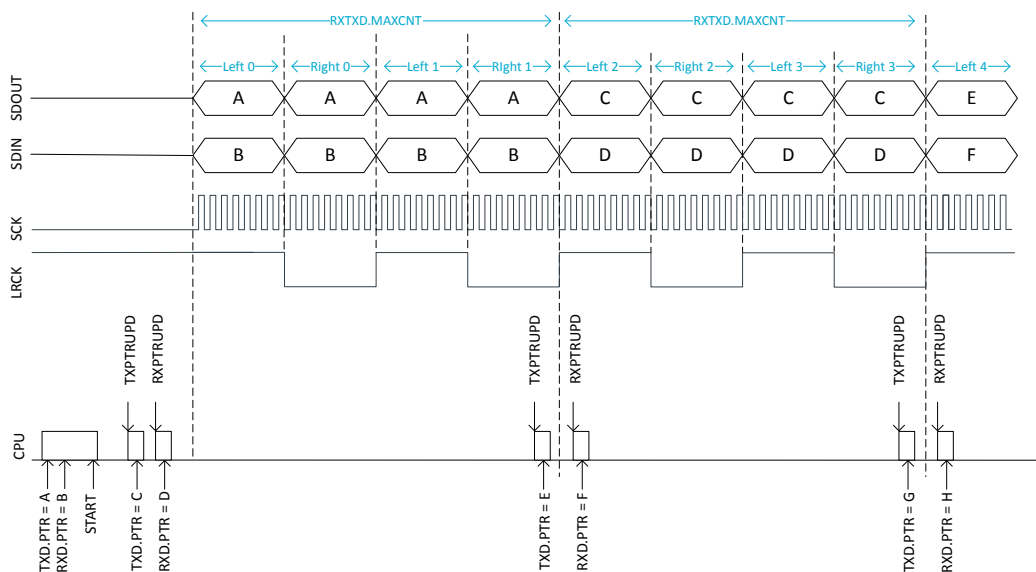 RXTXD.MAXCNT RXTXD.MAXCNT
Left 0 Right 0 Left 1 RIght 1 Left 2 Right 2 Left 3 Right 3 Left 4
SDOUT A A A A C C C C E
SDIN B B B B D D D D F
SCK
LRCK
TXPTRUPD RXPTRUPD TXPTRUPD RXPTRUPD TXPTRUPD RXPTRUPD
CPU
TXD.PTR = A RXD.PTR = B START TXD.PTR = C RXD.PTR = D TXD.PTR = E RXD.PTR = F TXD.PTR = G RXD.PTR = H